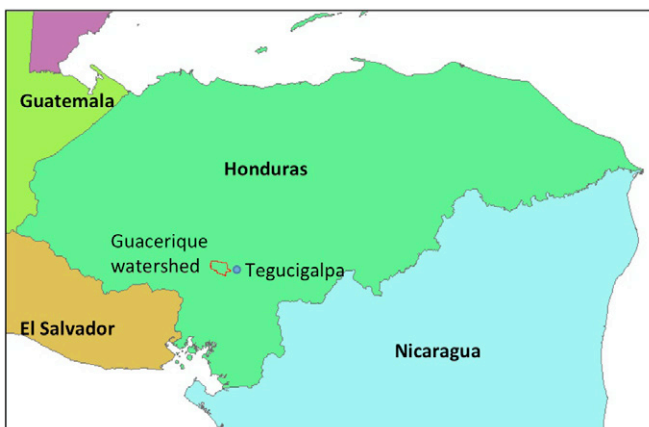 Guatemala
Honduras
Guacerique
watershed
Tegucigalpa
El Salvador
Nicaragua